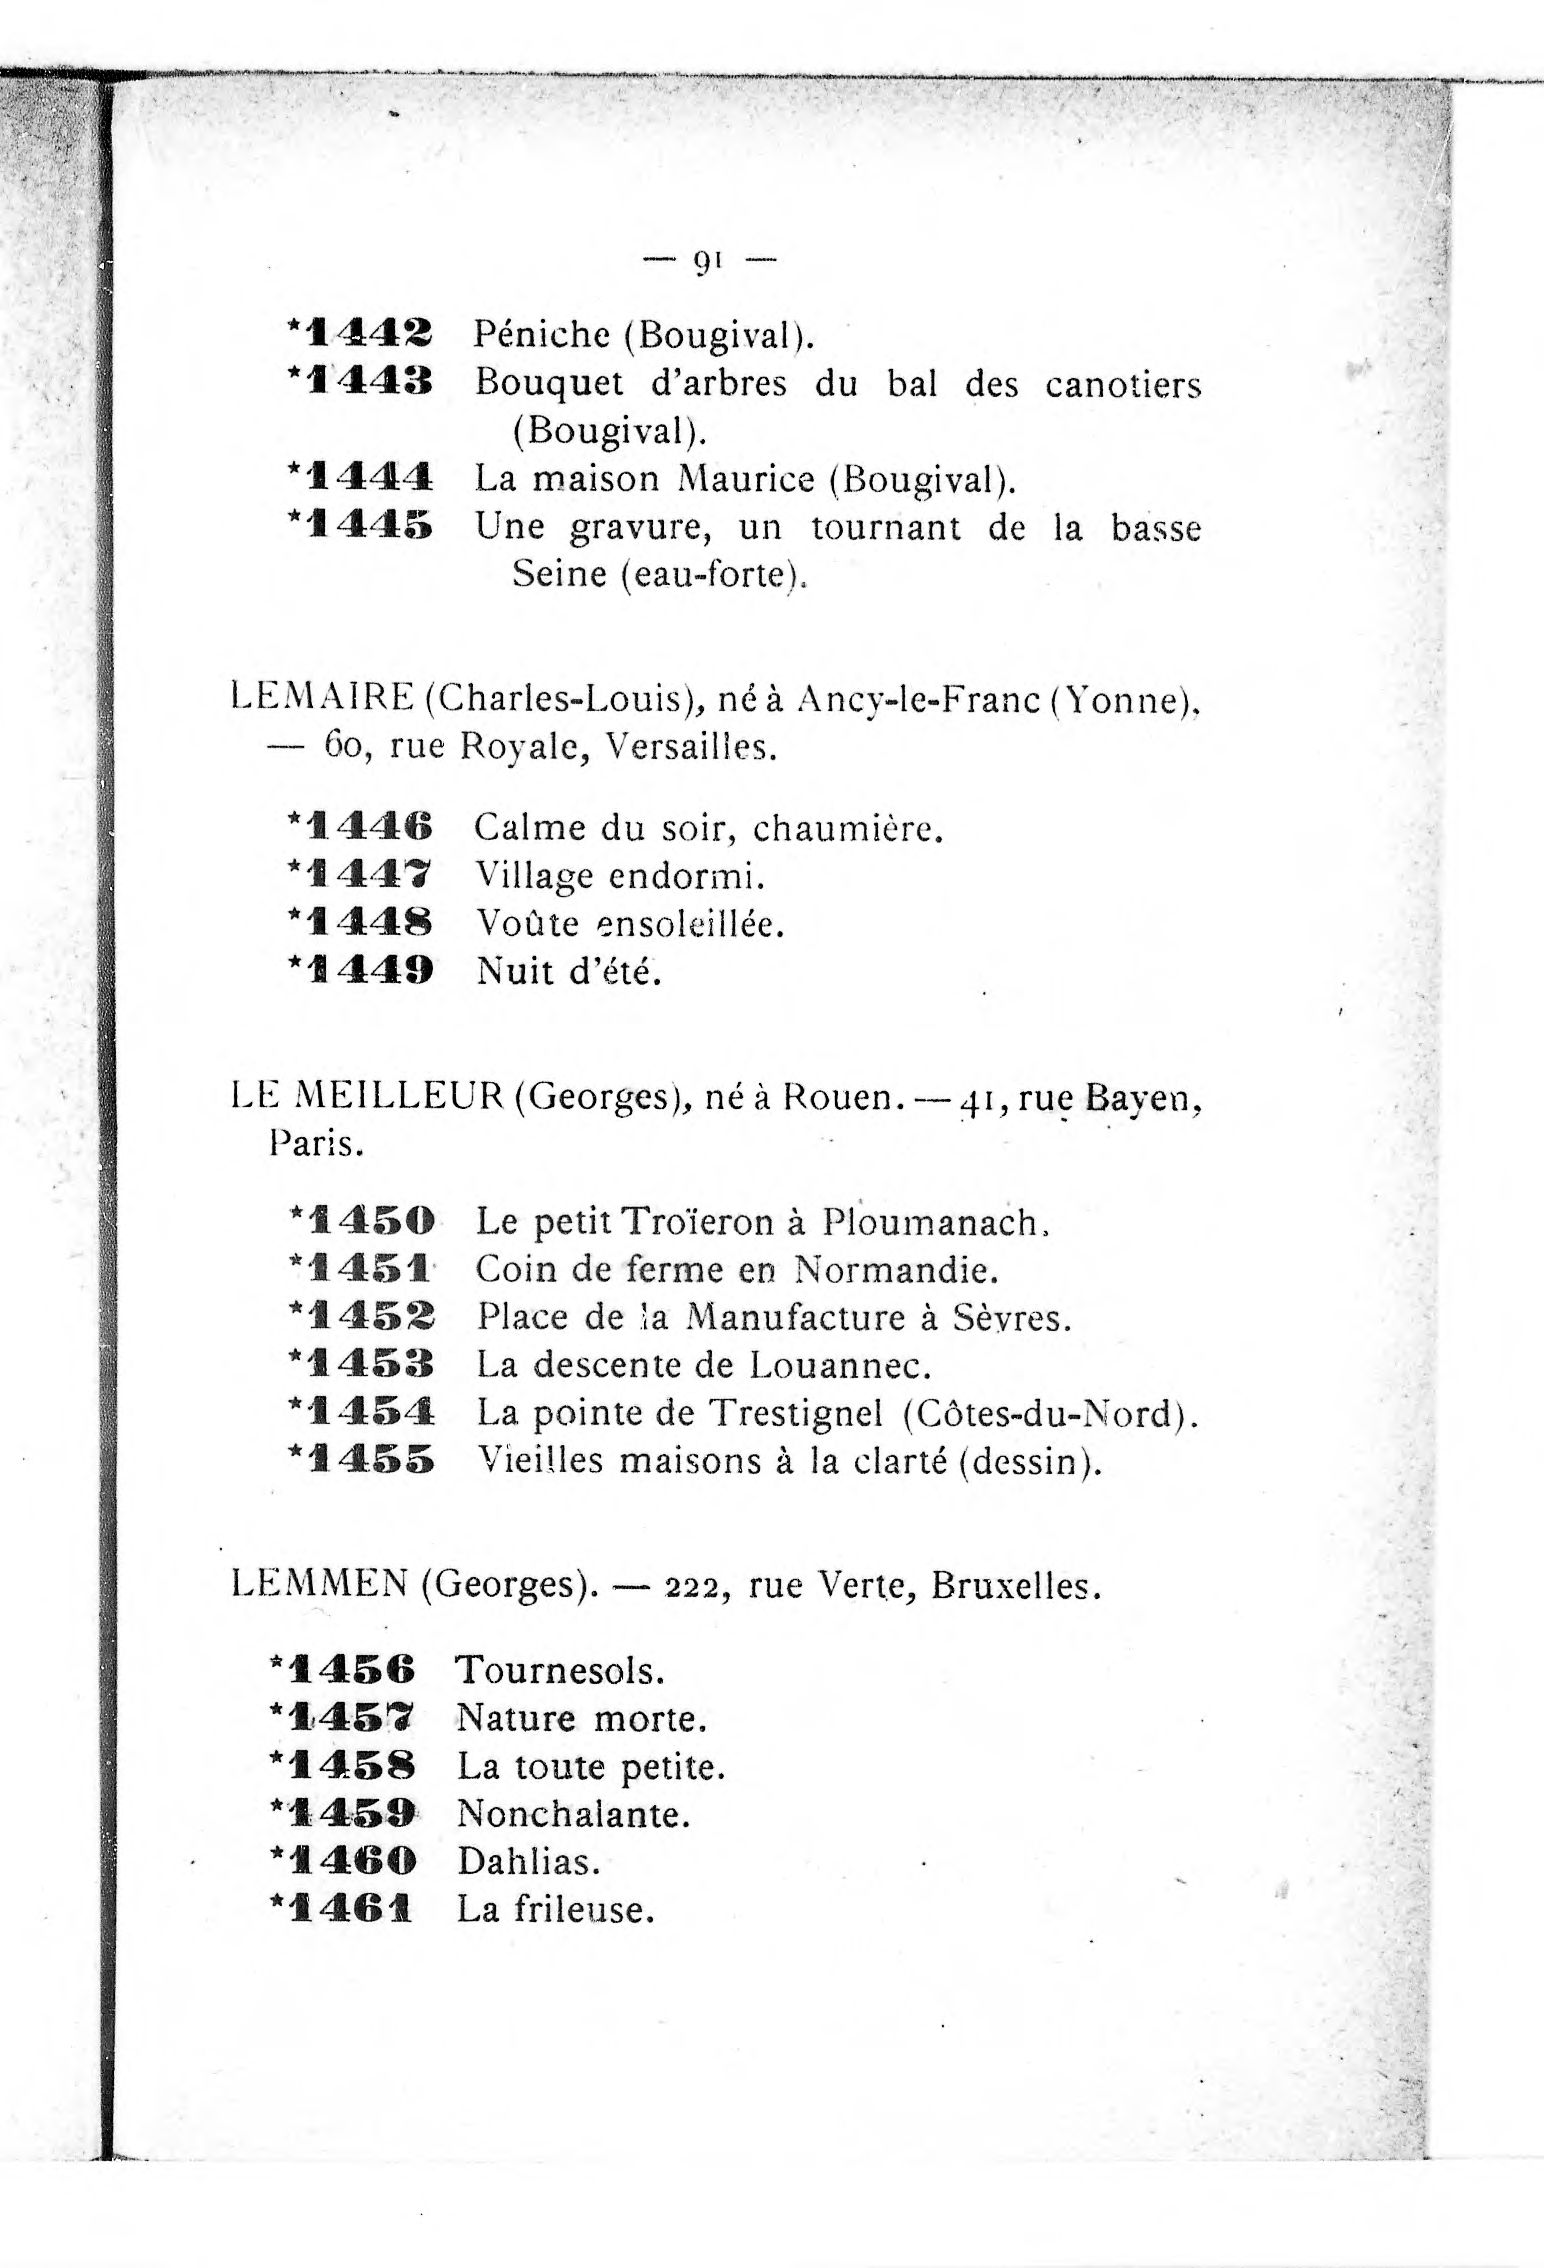 — 91 —
*1442 Péniche (Bougival).
*1443 Bouquet d'arbres du bal des canotiers
(Bougival).
*1444 La maison Maurice (Bougival).
*1445 Une gravure, un tournant de la basse
Seine (eau-forte).
LEMAIRE (Charles-Louis), né à Ancy-le-Franc (Yonne).
— 60, rue Royale, Versailles.
*1446 Calme du soir, chaumière.
*1447 Village endormi.
*1448 Voûte ensoleillée.
*1449 Nuit d'été.
LE MEILLEUR (Georges), né à Rouen. — 41, rue Bayen,
Paris.
*1450 Le petit Troïeron à Ploumanach.
*1451 Coin de ferme en Normandie.
*1452 Place de la Manufacture à Sèvres.
*1453 La descente de Louannec.
*1454 La pointe de Trestignel (Côtes-du-Nord).
*1455 Vieilles maisons à la clarté (dessin).
LEMMEN (Georges). — 222, rue Verte, Bruxelles.
*1456 Tournesols.
*1457 Nature morte.
*1458 La toute petite.
*1459 Nonchalante.
*1460 Dahlias.
*1461 La frileuse.